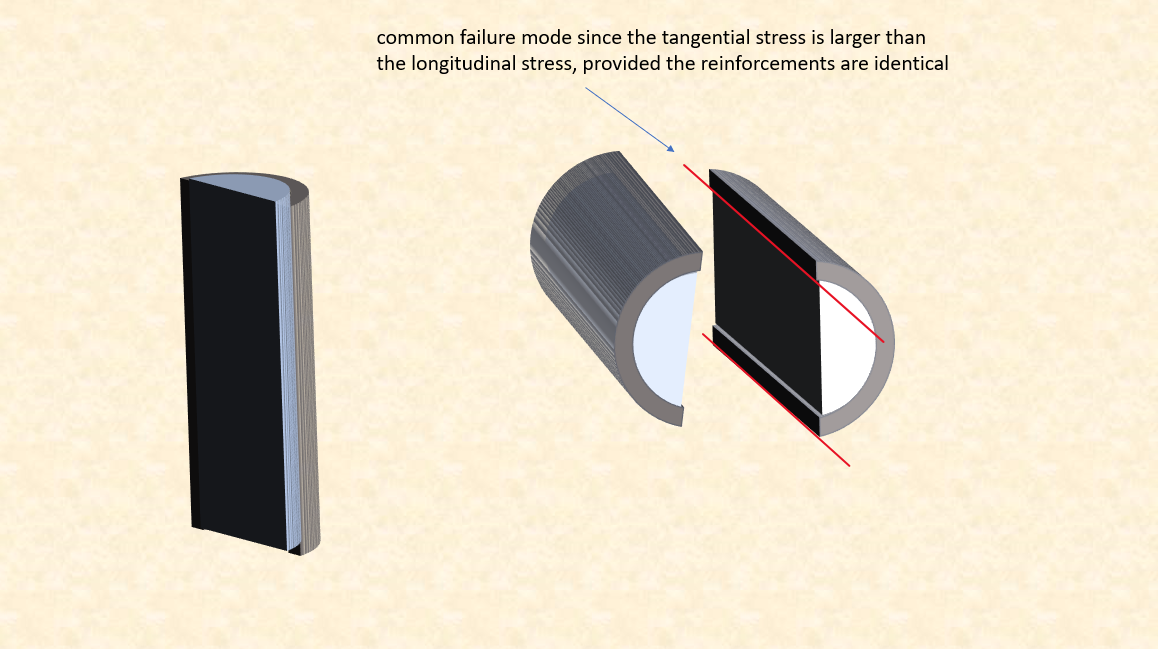 common failure mode since the tangential stress is larger than
the longitudinal stress, provided the reinforcements are identical